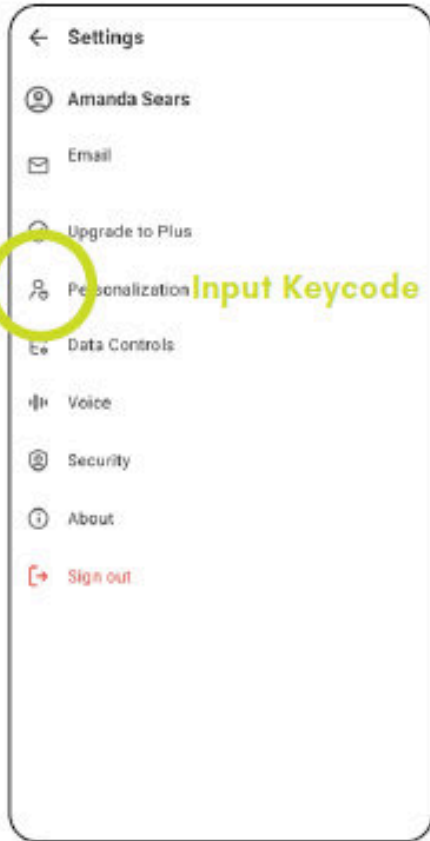 Settings
Amanda Sears
Email
Upgrade to Plus
Personalization Input Keycode
Data Controls
Voice
Security
About
Sign out